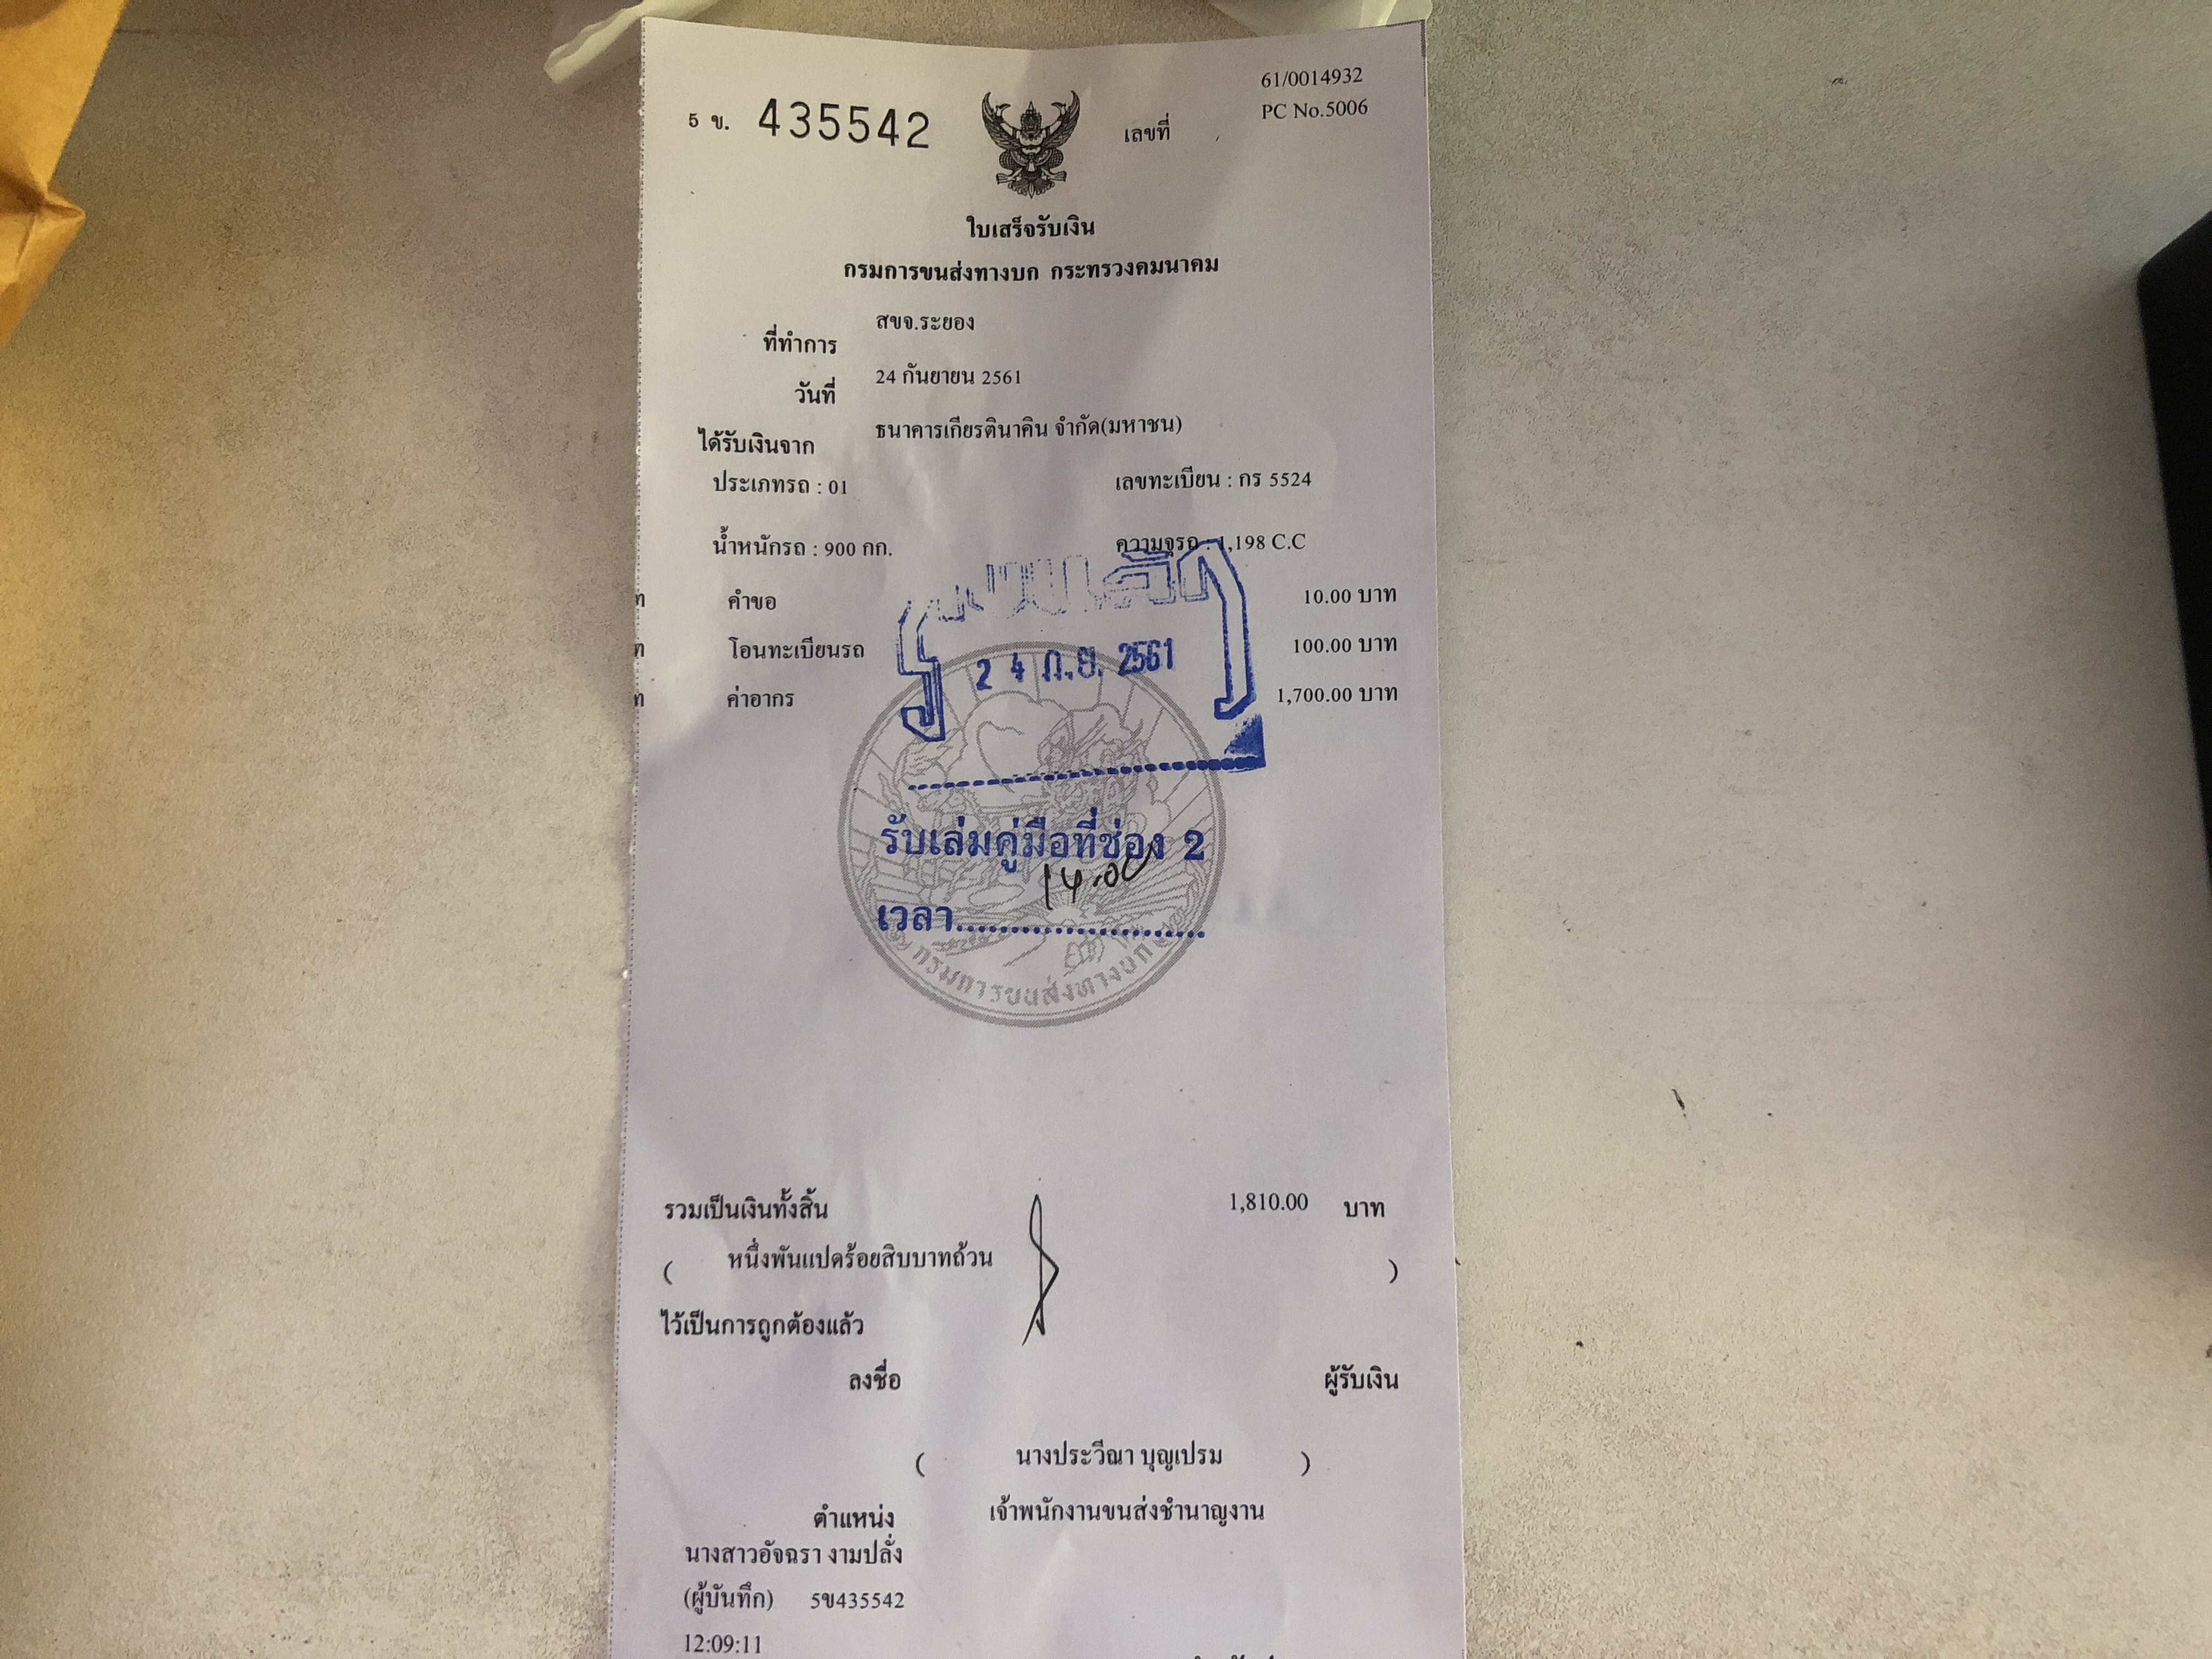 61/0014932
5 ข. 435542 เลขที่ PC No.5006
ใบเสร็จรับเงิน
กรมการขนส่งทางบก กระทรวงคมนาคม
ที่ทำการ สขจ.ระยอง
วันที่ 24 กันยายน 2561
ได้รับเงินจาก ธนาคารเกียรตินาคิน จำกัด(มหาชน)
ประเภทรถ : 01 เลขทะเบียน : กร 5524
น้ำหนักรถ : 900 กก. ความจุรถ : 1,198 C.C
คำขอ 10.00 บาท
โอนทะเบียนรถ 100.00 บาท
2 4 ก.ย. 2561
ค่าอากร 1,700.00 บาท
รับเล่มคู่มือที่ช่อง 2
14.00
เวลา
กรมการขนส่งทางบก
รวมเป็นเงินทั้งสิ้น 1,810.00 บาท
( หนึ่งพันแปดร้อยสิบบาทถ้วน )
ไว้เป็นการถูกต้องแล้ว
ลงชื่อ ผู้รับเงิน
( นางประวีณา บุญเปรม )
ตำแหน่ง เจ้าพนักงานขนส่งชำนาญงาน
นางสาวอัจฉรา งามปลั่ง
(ผู้บันทึก) 5ข435542
12:09:11